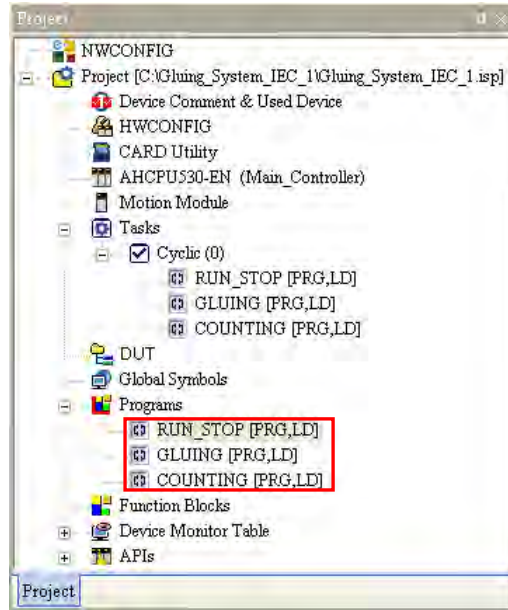 Project
NWCONFIG
Project [C:\Gluing_System_IEC_1\Gluing_System_IEC_1.isp]
Device Comment & Used Device
HWCONFIG
CARD Utility
AHCPU530-EN (Main_Controller)
Motion Module
Tasks
Cyclic (0)
RUN_STOP [PRG,LD]
GLUING [PRG,LD]
COUNTING [PRG,LD]
DUT
Global Symbols
Programs
RUN_STOP [PRG,LD]
GLUING [PRG,LD]
COUNTING [PRG,LD]
Function Blocks
Device Monitor Table
APIs
Project